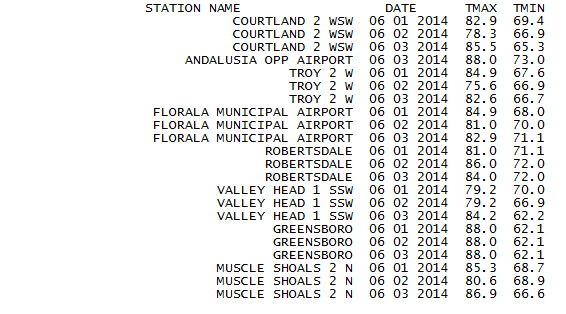 STATION NAME DATE TMAX TMIN
COURTLAND 2 WSW 06 01 2014 82.9 69.4
COURTLAND 2 WSW 06 02 2014 78.3 66.9
COURTLAND 2 WSW 06 03 2014 85.5 65.3
ANDALUSIA OPP AIRPORT 06 03 2014 88.0 73.0
TROY 2 W 06 01 2014 84.9 67.6
TROY 2 W 06 02 2014 75.6 66.9
TROY 2 W 06 03 2014 82.6 66.7
FLORALA MUNICIPAL AIRPORT 06 01 2014 84.9 68.0
FLORALA MUNICIPAL AIRPORT 06 02 2014 81.0 70.0
FLORALA MUNICIPAL AIRPORT 06 03 2014 82.9 71.1
ROBERTSDALE 06 01 2014 81.0 71.1
ROBERTSDALE 06 02 2014 86.0 72.0
ROBERTSDALE 06 03 2014 84.0 72.0
VALLEY HEAD 1 SSW 06 01 2014 79.2 70.0
VALLEY HEAD 1 SSW 06 02 2014 79.2 66.9
VALLEY HEAD 1 SSW 06 03 2014 84.2 62.2
GREENSBORO 06 01 2014 88.0 62.1
GREENSBORO 06 02 2014 88.0 62.1
GREENSBORO 06 03 2014 88.0 62.1
MUSCLE SHOALS 2 N 06 01 2014 85.3 68.7
MUSCLE SHOALS 2 N 06 02 2014 80.6 68.9
MUSCLE SHOALS 2 N 06 03 2014 86.9 66.6